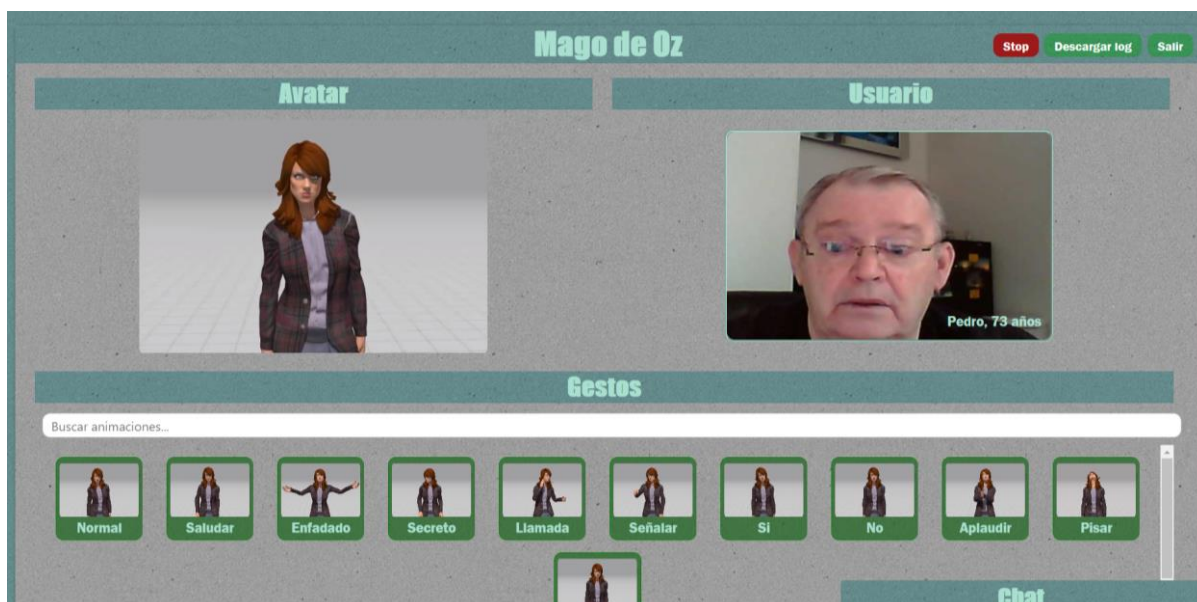 Mago de Oz
Stop Descargar log Salir
Avatar
Usuario
Pedro, 73 años
Gestos
Buscar animaciones...
Normal Saludar Enfadado Secreto Llamada Señalar Si No Aplaudir Pisar
Chat